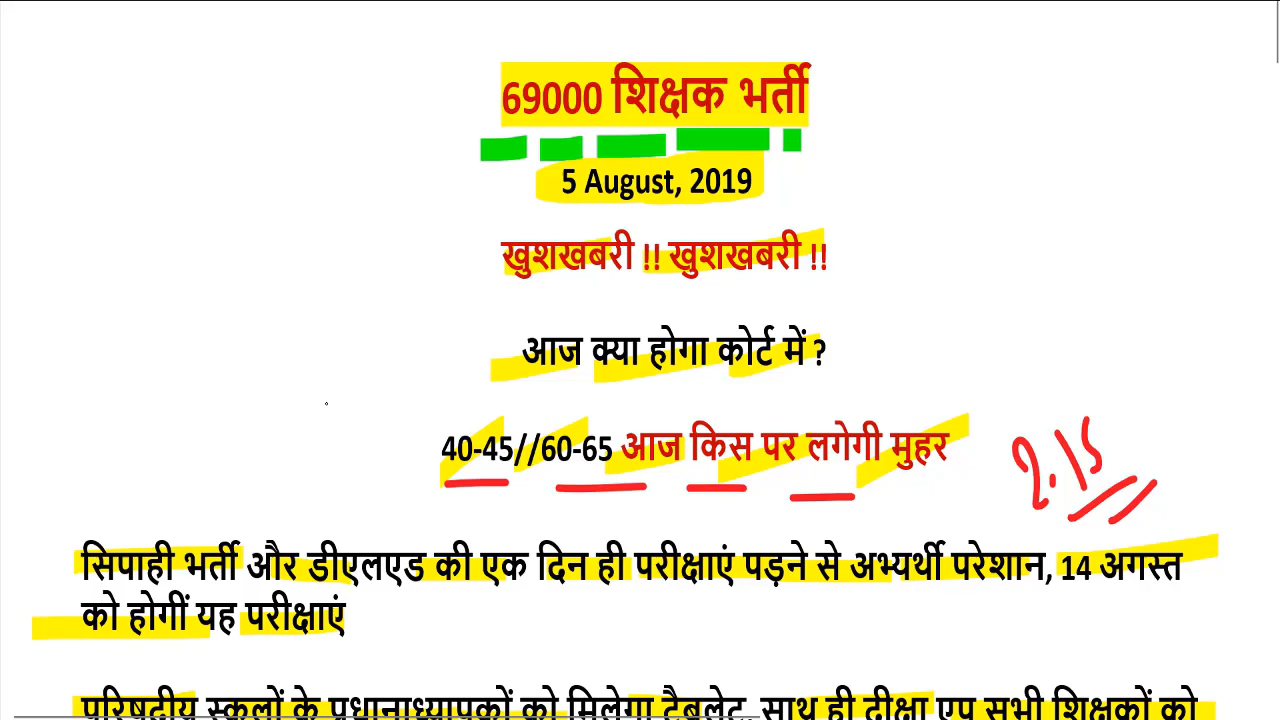 69000 शिक्षक भर्ती
5 August, 2019
खुशखबरी !! खुशखबरी !!
आज क्या होगा कोर्ट में ?
40-45//60-65 आज किस पर लगेगी मुहर
2.15
सिपाही भर्ती और डीएलएड की एक दिन ही परीक्षाएं पड़ने से अभ्यर्थी परेशान, 14 अगस्त
को होगीं यह परीक्षाएं
परिषदीय स्कूलों के प्रधानाध्यापकों को मिलेगा टैबलेट, साथ ही दीक्षा एप सभी शिक्षकों को